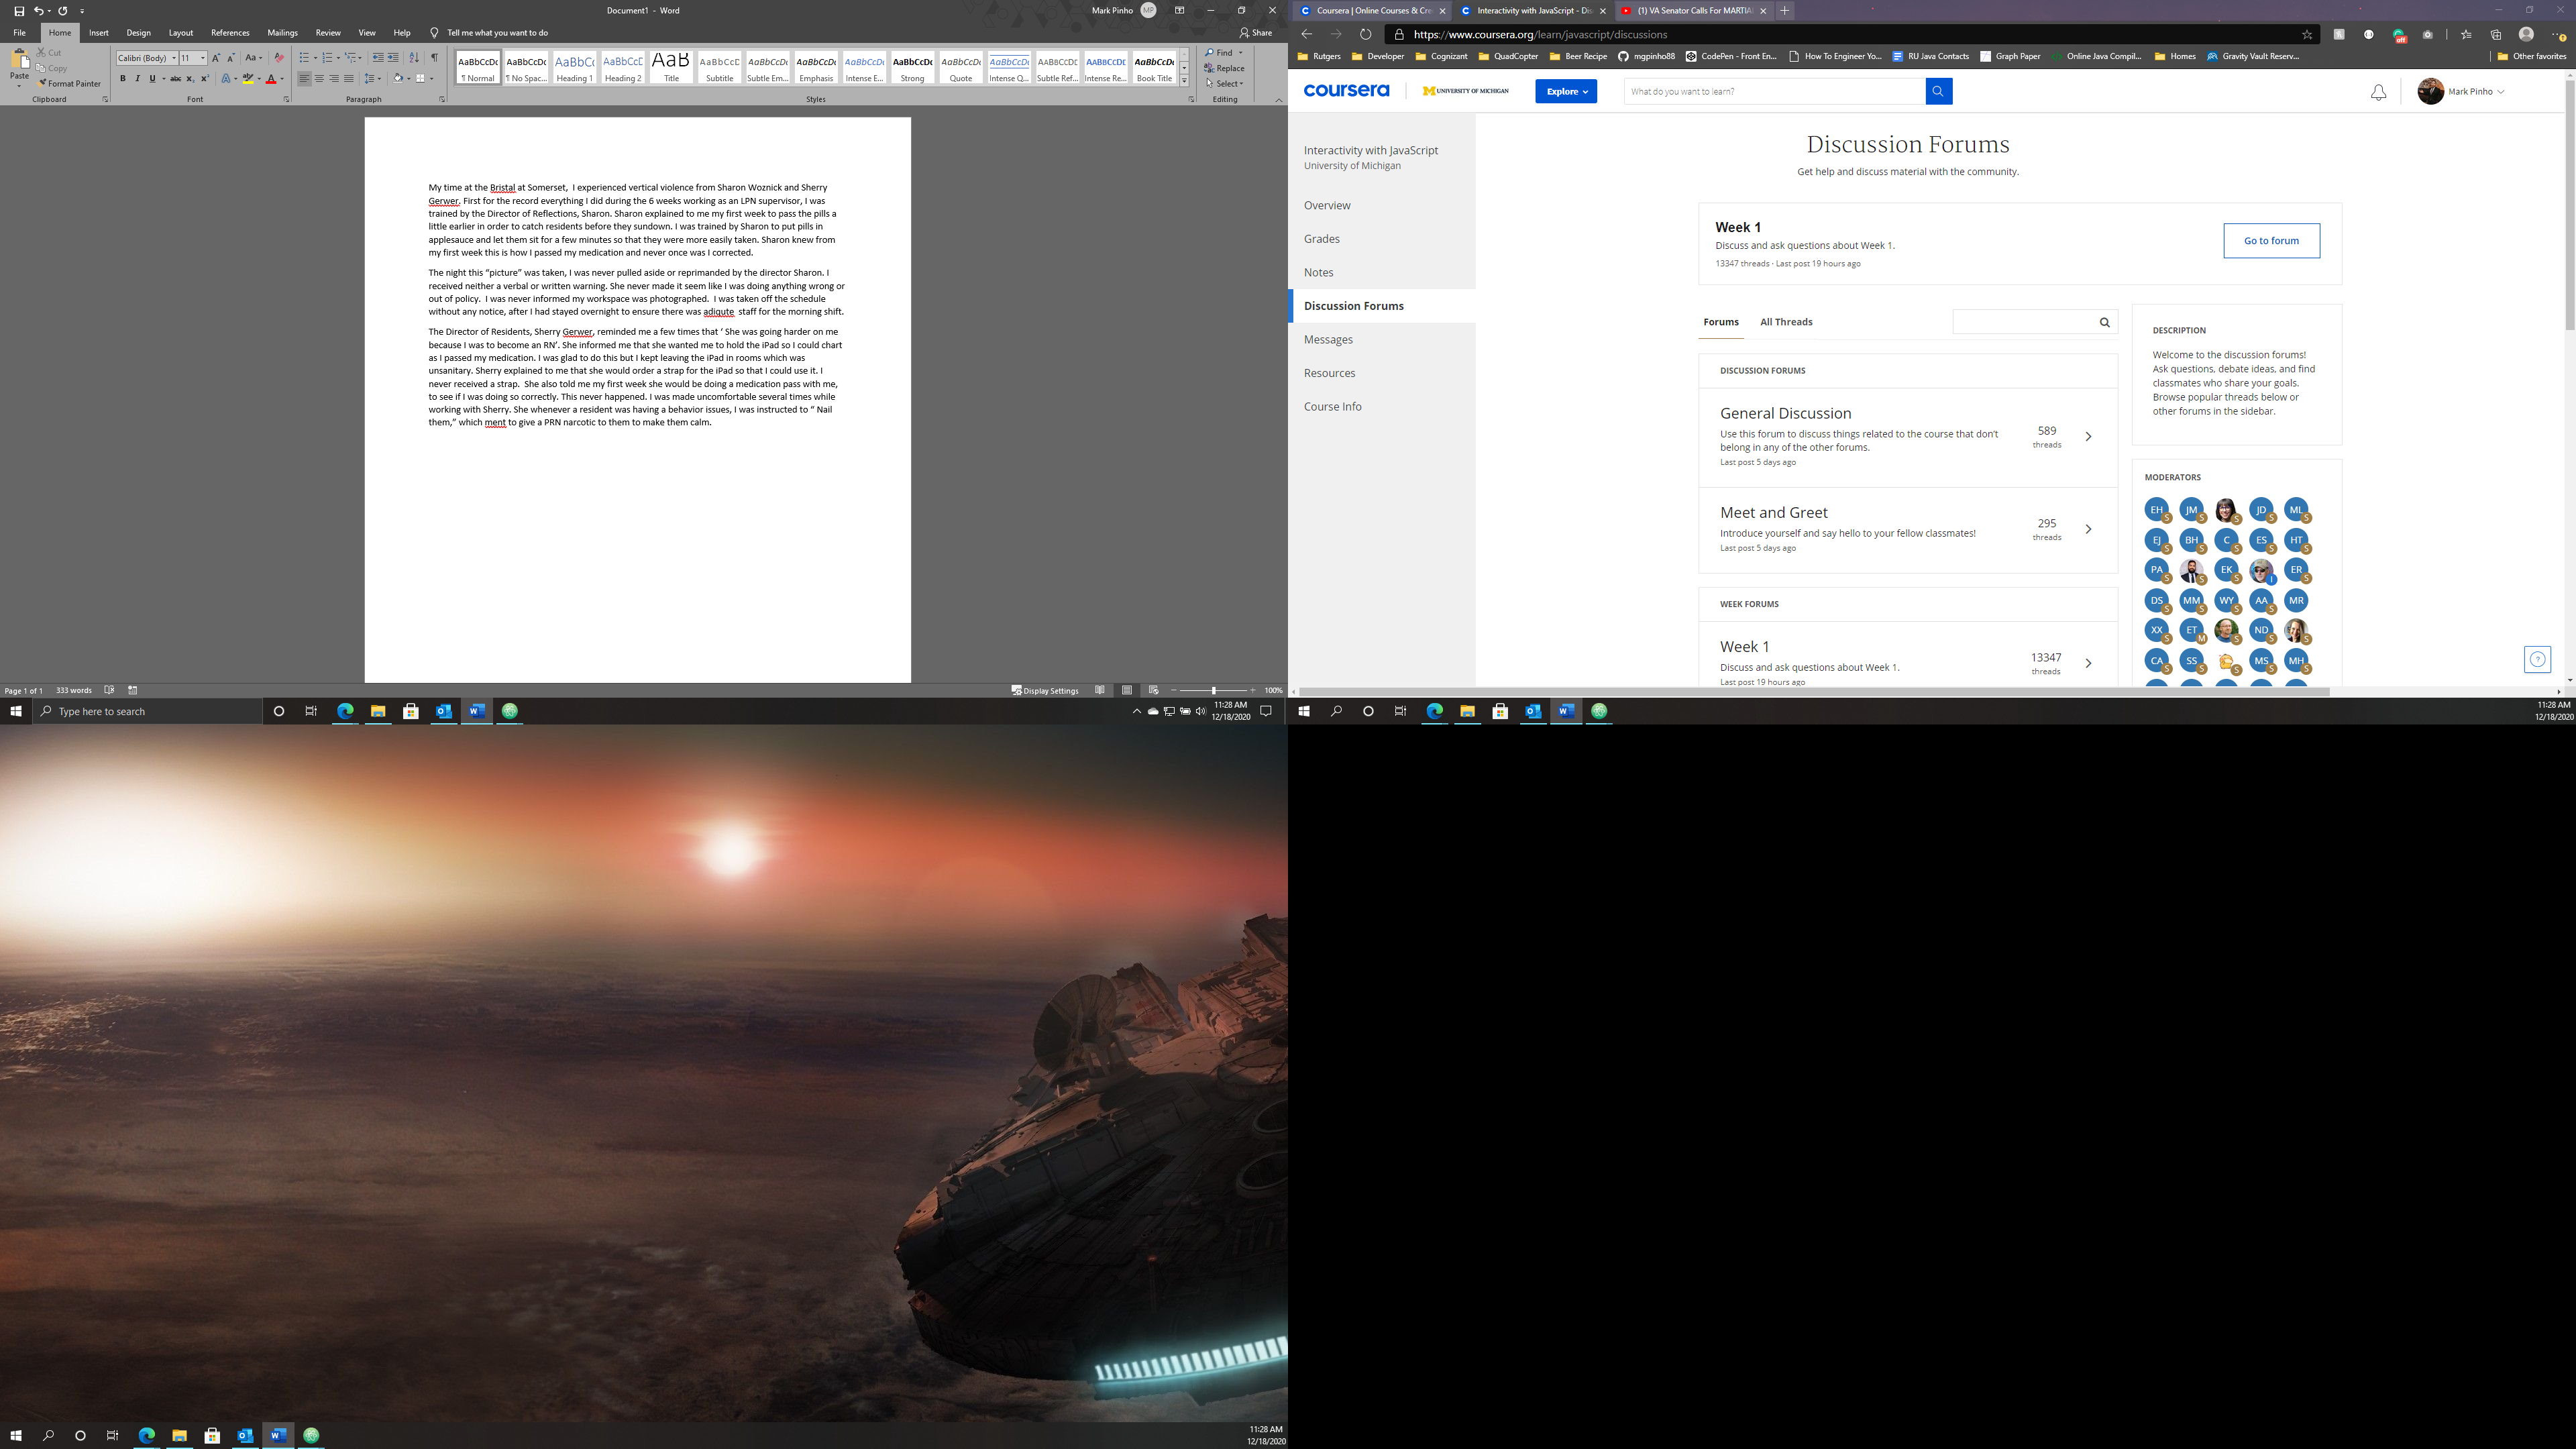 Document1 - Word
Mark Pinho
MP
File Home Insert Design Layout References Mailings Review View Help Tell me what you want to do
Share
Paste
Cut
Copy
Format Painter
Clipboard
Calibri (Body) 11
Font
Paragraph
¶ Normal ¶ No Spac... Heading 1 Heading 2 Title Subtitle Subtle Em... Emphasis Intense E... Strong Quote Intense Q... Subtle Ref... Intense Re... Book Title
Styles
Find
Replace
Select
Editing
My time at the Bristal at Somerset,  I experienced vertical violence from Sharon Woznick and Sherry
Gerwer. First for the record everything I did during the 6 weeks working as an LPN supervisor, I was
trained by the Director of Reflections, Sharon. Sharon explained to me my first week to pass the pills a
little earlier in order to catch residents before they sundown. I was trained by Sharon to put pills in
applesauce and let them sit for a few minutes so that they were more easily taken. Sharon knew from
my first week this is how I passed my medication and never once was I corrected.
The night this “picture” was taken, I was never pulled aside or reprimanded by the director Sharon. I
received neither a verbal or written warning. She never made it seem like I was doing anything wrong or
out of policy.  I was never informed my workspace was photographed.  I was taken off the schedule
without any notice, after I had stayed overnight to ensure there was adiqute  staff for the morning shift.
The Director of Residents, Sherry Gerwer, reminded me a few times that ‘ She was going harder on me
because I was to become an RN’. She informed me that she wanted me to hold the iPad so I could chart
as I passed my medication. I was glad to do this but I kept leaving the iPad in rooms which was
unsanitary. Sherry explained to me that she would order a strap for the iPad so that I could use it. I
never received a strap.  She also told me my first week she would be doing a medication pass with me,
to see if I was doing so correctly. This never happened. I was made uncomfortable several times while
working with Sherry. She whenever a resident was having a behavior issues, I was instructed to “ Nail
them,” which ment to give a PRN narcotic to them to make them calm.
Page 1 of 1 333 words
Display Settings
100%
Type here to search
11:28 AM
12/18/2020
Coursera | Online Courses & Cre
Interactivity with JavaScript - Dis
(1) VA Senator Calls For MARTIA
https://www.coursera.org/learn/javascript/discussions
Rutgers Developer Cognizant QuadCopter Beer Recipe mgpinho88 CodePen - Front En... How To Engineer Yo... RU Java Contacts Graph Paper Online Java Compil... Homes Gravity Vault Reserv... Other favorites
coursera
UNIVERSITY OF MICHIGAN
Explore
What do you want to learn?
Mark Pinho
Interactivity with JavaScript
University of Michigan
Overview
Grades
Notes
Discussion Forums
Messages
Resources
Course Info
Discussion Forums
Get help and discuss material with the community.
Week 1
Discuss and ask questions about Week 1.
13347 threads · Last post 19 hours ago
Go to forum
Forums All Threads
DISCUSSION FORUMS
General Discussion
Use this forum to discuss things related to the course that don't
belong in any of the other forums.
Last post 5 days ago
589
threads
Meet and Greet
Introduce yourself and say hello to your fellow classmates!
Last post 5 days ago
295
threads
WEEK FORUMS
Week 1
Discuss and ask questions about Week 1.
Last post 19 hours ago
13347
threads
DESCRIPTION
Welcome to the discussion forums!
Ask questions, debate ideas, and find
classmates who share your goals.
Browse popular threads below or
other forums in the sidebar.
MODERATORS
EH JM JD ML
EJ BH C ES HT
PA EK ER
DS MM WY AA MR
XX ET ND
CA SS MS MH
11:28 AM
12/18/2020
11:28 AM
12/18/2020